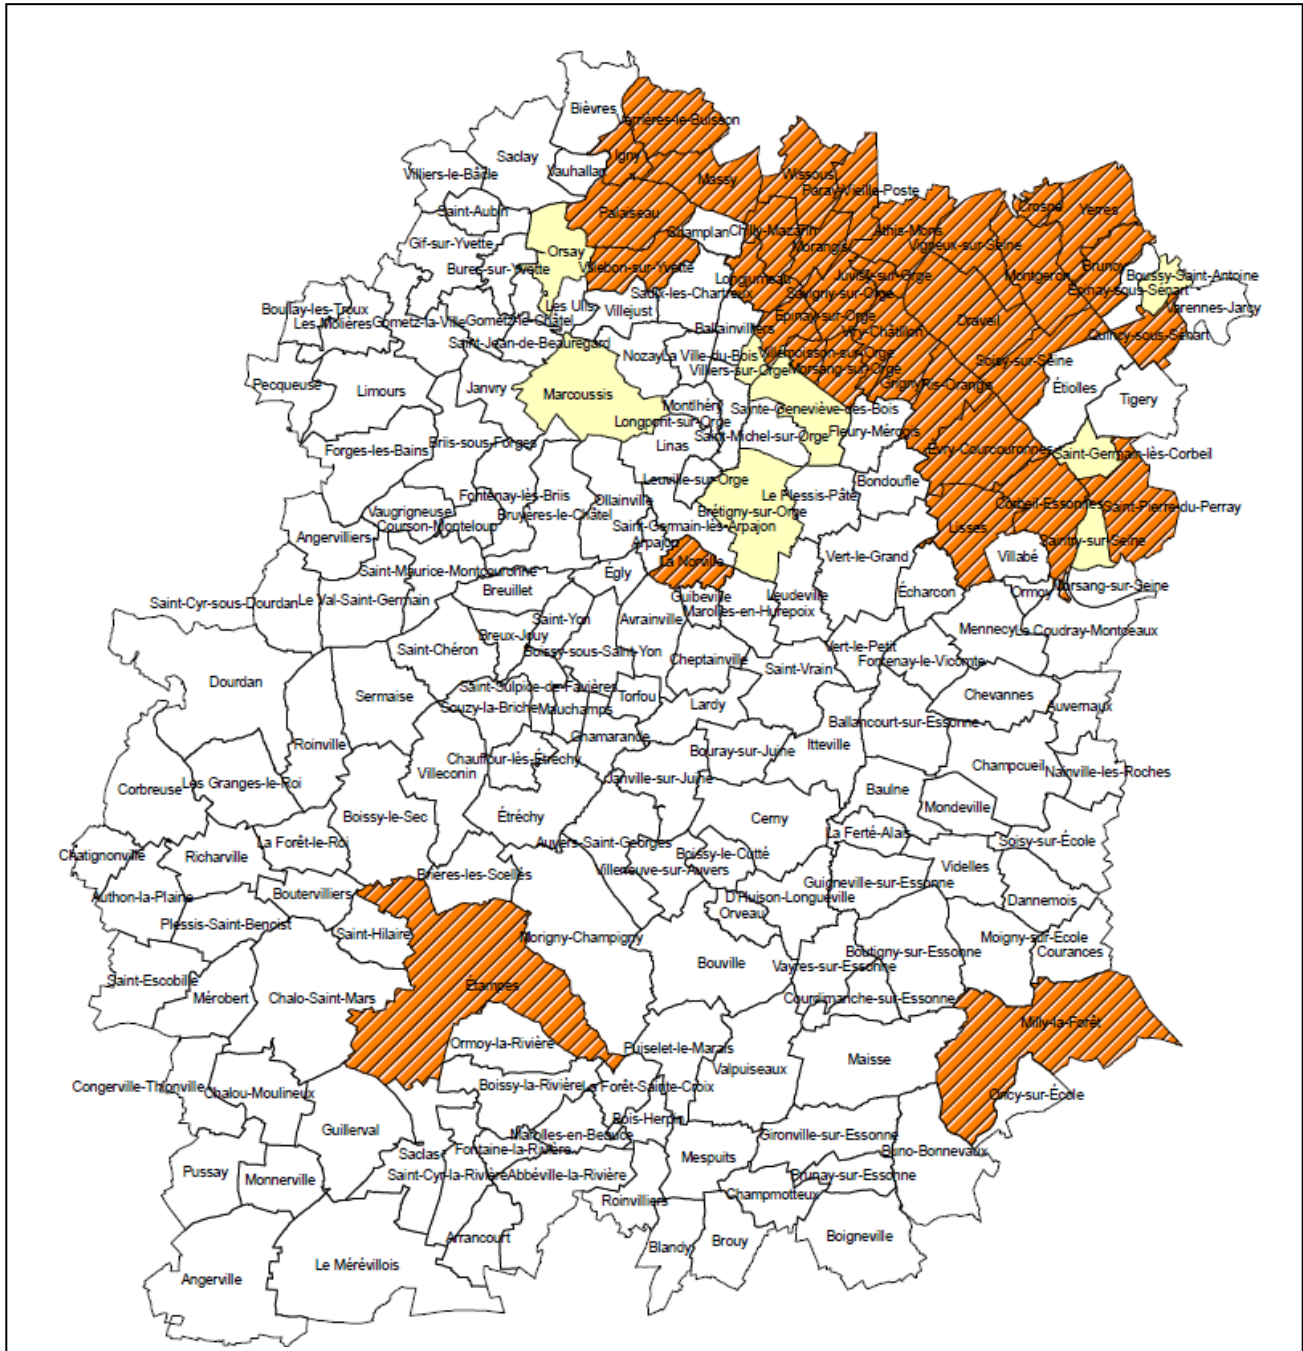 Bièvres
Verrières-le-Buisson
Igny
Saclay
Vauhallan
Massy
Wissous
Villiers-le-Bâcle
Paray-Vieille-Poste
Crosne
Yerres
Saint-Aubin
Palaiseau
Champlan
Chilly-Mazarin
Athis-Mons
Gif-sur-Yvette
Orsay
Morangis
Vigneux-sur-Seine
Bures-sur-Yvette
Villebon-sur-Yvette
Longjumeau
Juvisy-sur-Orge
Montgeron
Brunoy
Boussy-Saint-Antoine
Épinay-sous-Sénart
Saulx-les-Chartreux
Savigny-sur-Orge
Boullay-les-Troux
Les Molières
Gometz-la-Ville
Gometz-le-Châtel
Les Ulis
Villejust
Varennes-Jarcy
Épinay-sur-Orge
Draveil
Ballainvilliers
Viry-Châtillon
Quincy-sous-Sénart
Saint-Jean-de-Beauregard
Nozay
La Ville-du-Bois
Villemoisson-sur-Orge
Soisy-sur-Seine
Villiers-sur-Orge
Morsang-sur-Orge
Pecqueuse
Limours
Janvry
Marcoussis
Grigny
Ris-Orangis
Étiolles
Tigery
Montlhéry
Sainte-Geneviève-des-Bois
Longpont-sur-Orge
Forges-les-Bains
Briis-sous-Forges
Linas
Saint-Michel-sur-Orge
Fleury-Mérogis
Évry-Courcouronnes
Saint-Germain-lès-Corbeil
Leuville-sur-Orge
Bondoufle
Fontenay-lès-Briis
Ollainville
Le Plessis-Pâté
Vaugrigneuse
Bruyères-le-Châtel
Brétigny-sur-Orge
Corbeil-Essonnes
Saint-Pierre-du-Perray
Courson-Monteloup
Saint-Germain-lès-Arpajon
Lisses
Angervilliers
Arpajon
Saintry-sur-Seine
La Norville
Vert-le-Grand
Villabé
Saint-Maurice-Montcouronne
Égly
Breuillet
Écharcon
Ormoy
Morsang-sur-Seine
Saint-Cyr-sous-Dourdan
Le Val-Saint-Germain
Guibeville
Leudeville
Marolles-en-Hurepoix
Saint-Yon
Avrainville
Mennecy
Le Coudray-Montceaux
Breux-Jouy
Saint-Chéron
Boissy-sous-Saint-Yon
Cheptainville
Vert-le-Petit
Saint-Vrain
Fontenay-le-Vicomte
Dourdan
Sermaise
Saint-Sulpice-de-Favières
Torfou
Chevannes
Souzy-la-Briche
Mauchamps
Lardy
Auvernaux
Ballancourt-sur-Essonne
Roinville
Chamarande
Itteville
Bouray-sur-Juine
Chauffour-lès-Étréchy
Villeconin
Champcueil
Nainville-les-Roches
Janville-sur-Juine
Corbreuse
Les Granges-le-Roi
Baulne
Mondeville
Boissy-le-Sec
Étréchy
Cerny
La Ferté-Alais
La Forêt-le-Roi
Auvers-Saint-Georges
Soisy-sur-École
Chatignonville
Richarville
Boissy-le-Cutté
Villeneuve-sur-Auvers
Videlles
Brières-les-Scellés
Guigneville-sur-Essonne
Authon-la-Plaine
Boutervilliers
D'Huison-Longueville
Dannemois
Orveau
Plessis-Saint-Benoist
Saint-Hilaire
Morigny-Champigny
Moigny-sur-École
Boutigny-sur-Essonne
Courances
Bouville
Vayres-sur-Essonne
Saint-Escobille
Mérobert
Chalo-Saint-Mars
Étampes
Courdimanche-sur-Essonne
Milly-la-Forêt
Ormoy-la-Rivière
Puiselet-le-Marais
Maisse
Valpuiseaux
Congerville-Thionville
Chalou-Moulineux
Boissy-la-Rivière
La Forêt-Sainte-Croix
Oncy-sur-École
Bois-Herpin
Guillerval
Marolles-en-Beauce
Gironville-sur-Essonne
Saclas
Fontaine-la-Rivière
Buno-Bonnevaux
Mespuits
Pussay
Monnerville
Saint-Cyr-la-Rivière
Abbéville-la-Rivière
Prunay-sur-Essonne
Champmotteux
Roinvilliers
Arrancourt
Blandy
Brouy
Boigneville
Le Mérévillois
Angerville